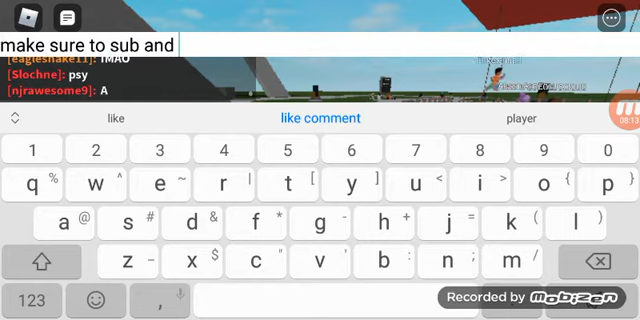 make sure to sub and
[eaglesnake11]: lMAO
[Slochne]: psy
[njrawesome9]: A
08:13
like like comment player
1 2 3 4 5 6 7 8 9 0
q % w ^ e ~ r | t [ y ] u < i > o { p }
a @ s # d & f * g - h + j = k ( l )
z _ x $ c " v ' b : n ; m /
123 ,
Recorded by mobizen